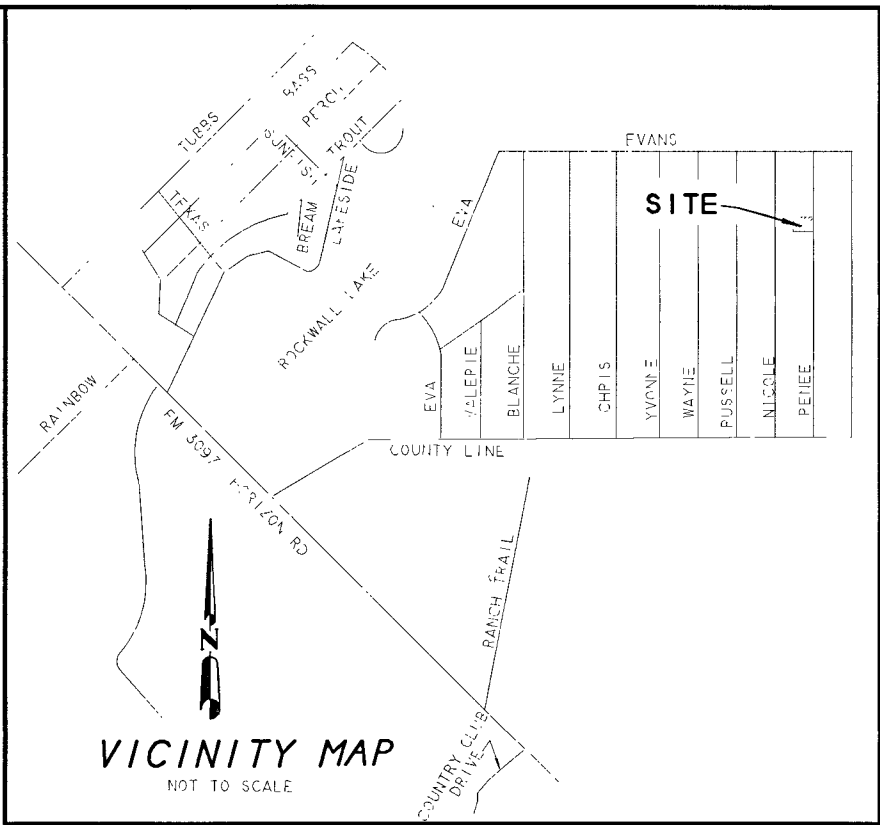 TUBBS
BASS
PERCH
SUNFISH
TROUT
TEXAS
BREAM
LAKESIDE
EVANS
EVA
SITE
ROCKWALL LAKE
RAINBOW
EVA
VALERIE
BLANCHE
LYNNE
CHRIS
YVONNE
WAYNE
RUSSELL
NICOLE
RENEE
COUNTY LINE
FM 3097 HORIZON RD
RANCH TRAIL
N
COUNTRY CLUB
DRIVE
VICINITY MAP
NOT TO SCALE